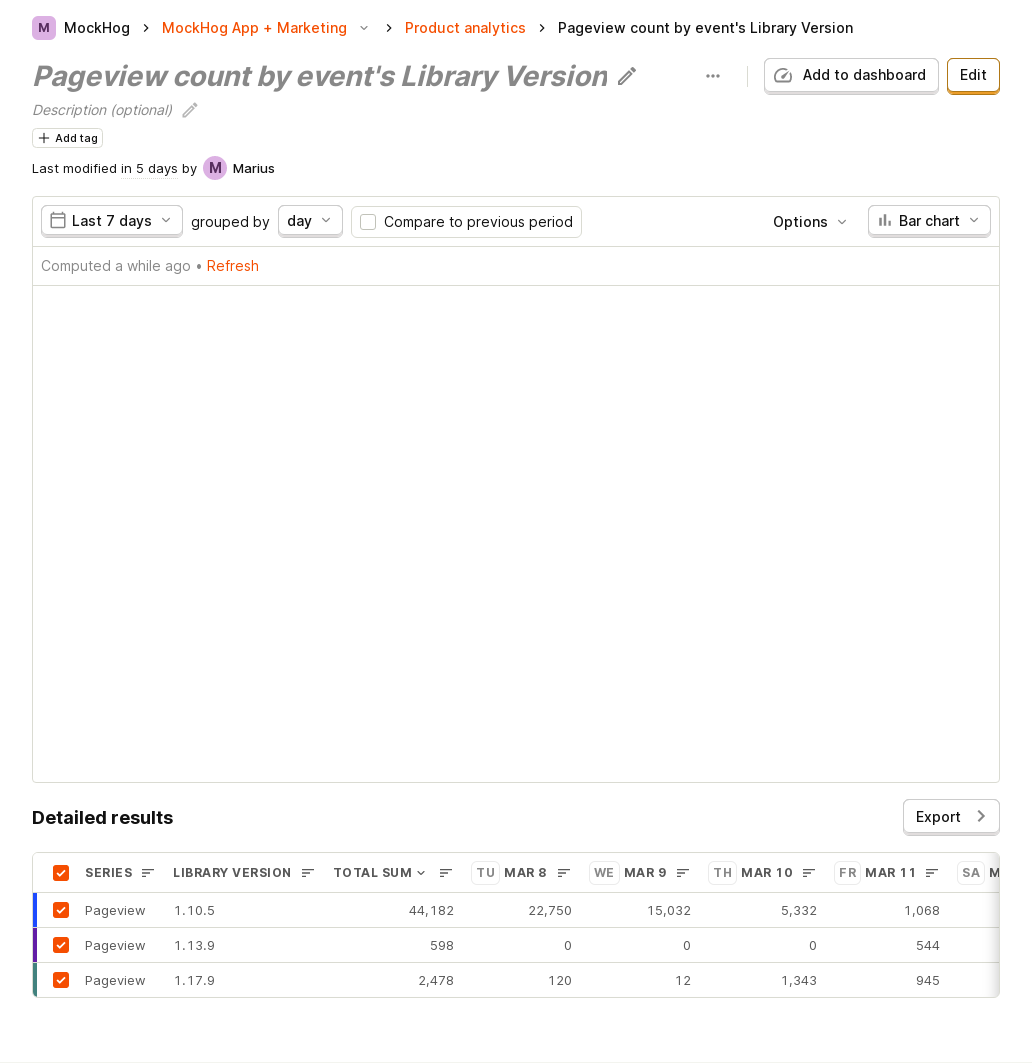 M MockHog MockHog App + Marketing Product analytics Pageview count by event's Library Version
Pageview count by event's Library Version
Add to dashboard Edit
Description (optional)
Add tag
Last modified in 5 days by M Marius
Last 7 days grouped by day Compare to previous period Options Bar chart
Computed a while ago • Refresh
Detailed results Export
SERIES LIBRARY VERSION TOTAL SUM TU MAR 8 WE MAR 9 TH MAR 10 FR MAR 11 SA
Pageview 1.10.5 44,182 22,750 15,032 5,332 1,068
Pageview 1.13.9 598 0 0 0 544
Pageview 1.17.9 2,478 120 12 1,343 945